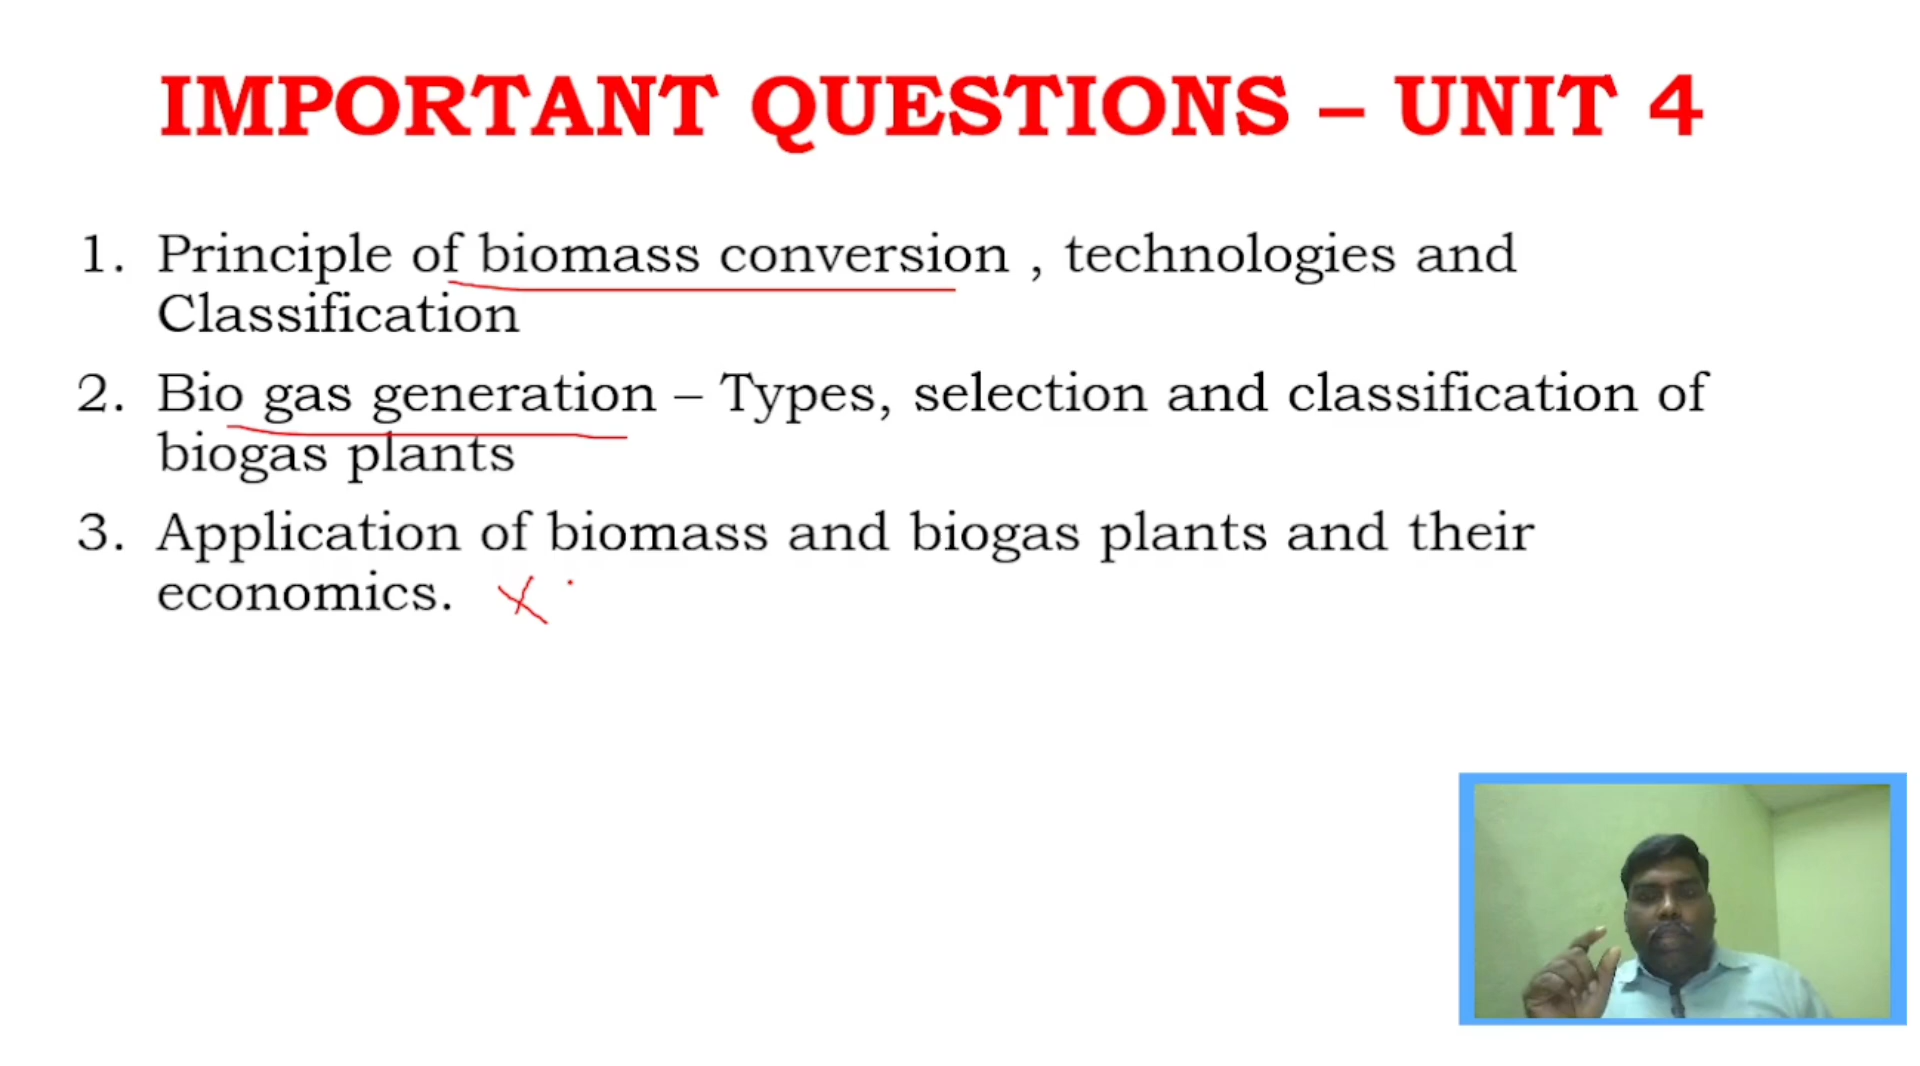 IMPORTANT QUESTIONS – UNIT 4
1. Principle of biomass conversion , technologies and
Classification
2. Bio gas generation – Types, selection and classification of
biogas plants
3. Application of biomass and biogas plants and their
economics.